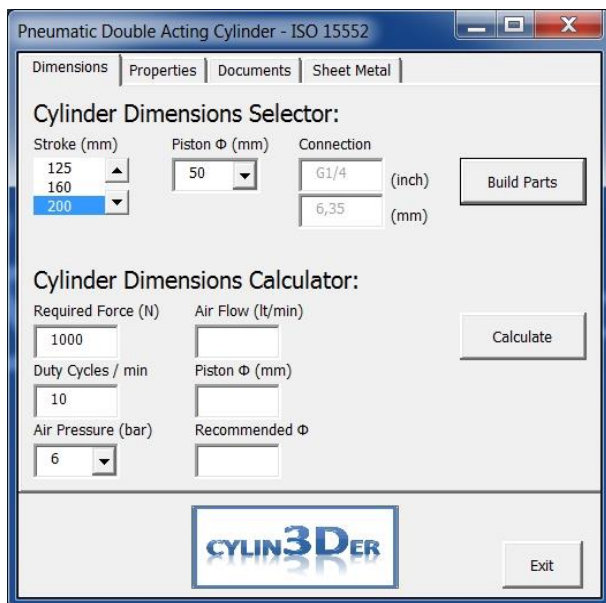 Pneumatic Double Acting Cylinder - ISO 15552
Dimensions Properties Documents Sheet Metal
Cylinder Dimensions Selector:
Stroke (mm) Piston Φ (mm) Connection
125
160
200
50
G1/4 (inch)
6,35 (mm)
Build Parts
Cylinder Dimensions Calculator:
Required Force (N) Air Flow (lt/min)
1000
Calculate
Duty Cycles / min Piston Φ (mm)
10
Air Pressure (bar) Recommended Φ
6
CYLIN3DER
Exit